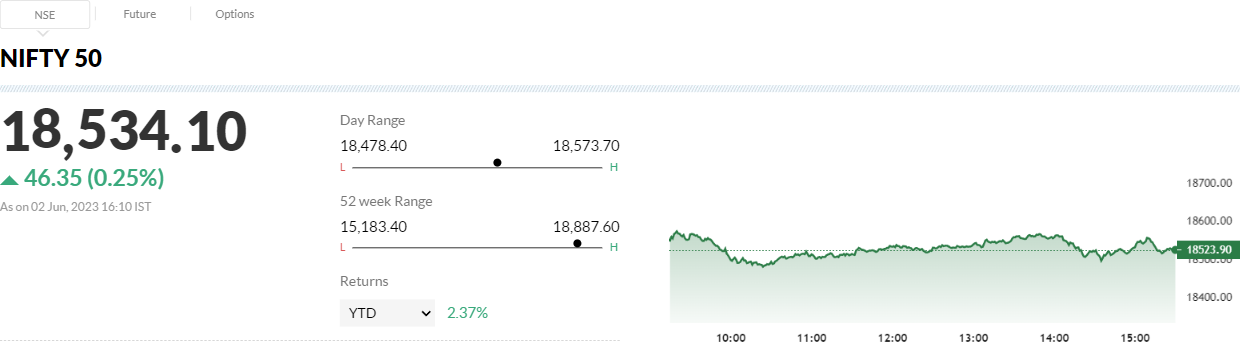 NSE Future Options
NIFTY 50
18,534.10
46.35 (0.25%)
As on 02 Jun, 2023 16:10 IST
Day Range
18,478.40 18,573.70
L H
52 week Range
15,183.40 18,887.60
L H
Returns
YTD 2.37%
18700.00
18600.00
18523.90
18500.00
18400.00
10:00 11:00 12:00 13:00 14:00 15:00